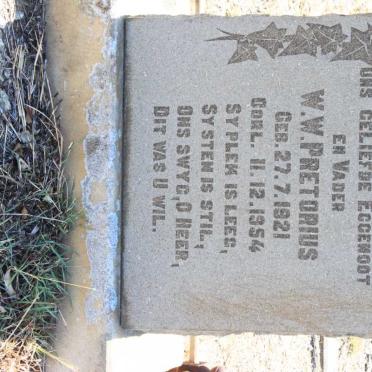 ONS GELIEFDE EGGENOOT
EN VADER
W.W. PRETORIUS
GEB. 27.7.1921
OORL. 11.12.1954
SY PLEK IS LEEG,
SY STEM IS STIL,
ONS SWYG, O HEER,
DIT WAS U WIL.